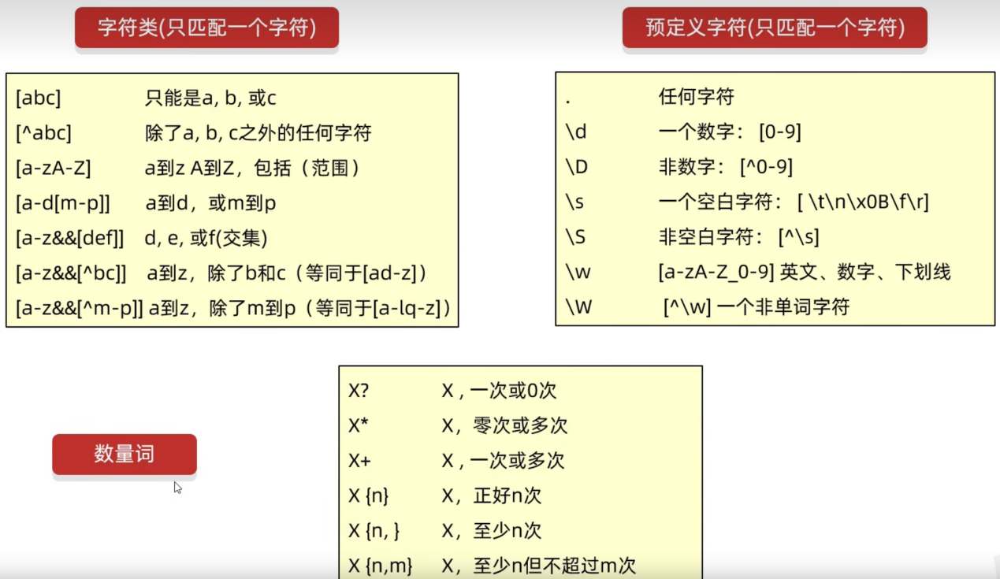 字符类(只匹配一个字符)
[abc] 只能是a, b, 或c
[^abc] 除了a, b, c之外的任何字符
[a-zA-Z] a到z A到Z，包括（范围）
[a-d[m-p]] a到d，或m到p
[a-z&&[def]] d, e, 或f(交集)
[a-z&&[^bc]] a到z，除了b和c（等同于[ad-z]）
[a-z&&[^m-p]] a到z，除了m到p（等同于[a-lq-z]）
预定义字符(只匹配一个字符)
. 任何字符
\d 一个数字： [0-9]
\D 非数字： [^0-9]
\s 一个空白字符： [ \t\n\x0B\f\r]
\S 非空白字符： [^\s]
\w [a-zA-Z_0-9] 英文、数字、下划线
\W [^\w] 一个非单词字符
数量词
X? X , 一次或0次
X* X，零次或多次
X+ X , 一次或多次
X {n} X，正好n次
X {n, } X，至少n次
X {n,m} X，至少n但不超过m次